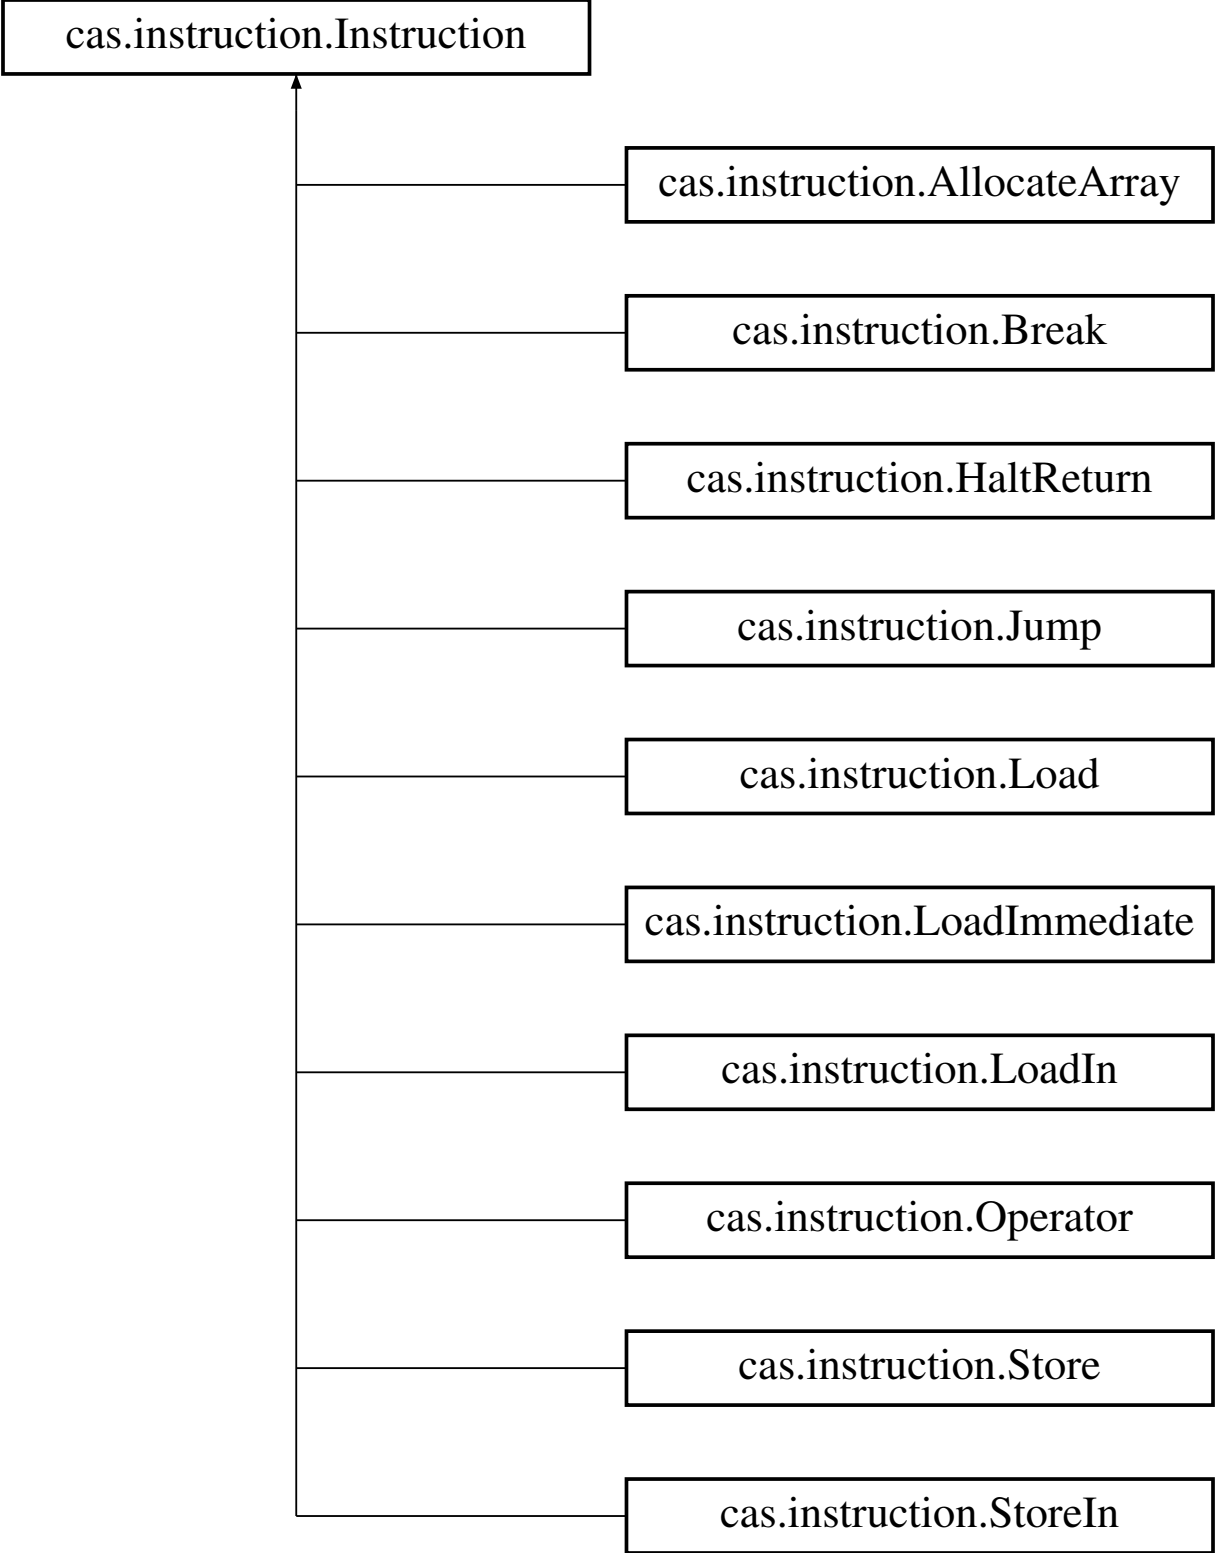 cas.instruction.Instruction
cas.instruction.AllocateArray
cas.instruction.Break
cas.instruction.HaltReturn
cas.instruction.Jump
cas.instruction.Load
cas.instruction.LoadImmediate
cas.instruction.LoadIn
cas.instruction.Operator
cas.instruction.Store
cas.instruction.StoreIn